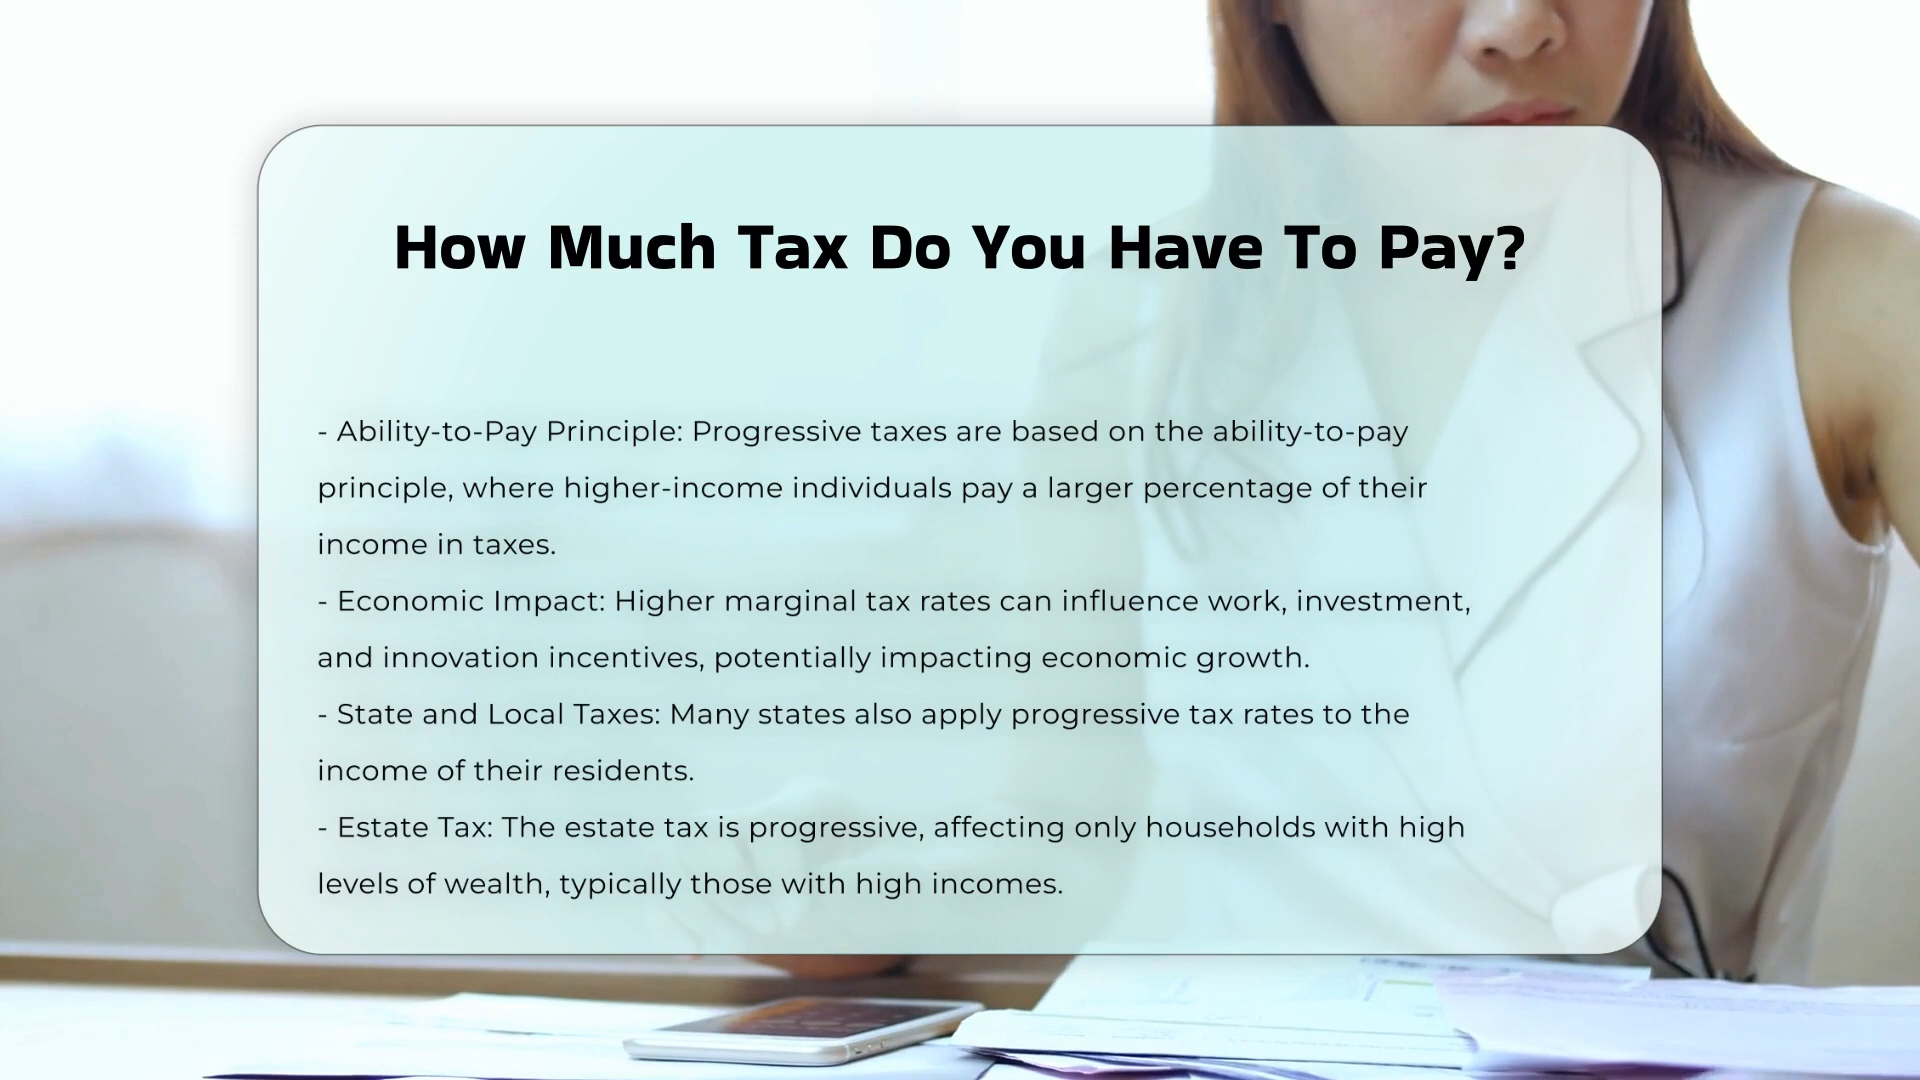 How Much Tax Do You Have To Pay?
- Ability-to-Pay Principle: Progressive taxes are based on the ability-to-pay
principle, where higher-income individuals pay a larger percentage of their
income in taxes.
- Economic Impact: Higher marginal tax rates can influence work, investment,
and innovation incentives, potentially impacting economic growth.
- State and Local Taxes: Many states also apply progressive tax rates to the
income of their residents.
- Estate Tax: The estate tax is progressive, affecting only households with high
levels of wealth, typically those with high incomes.